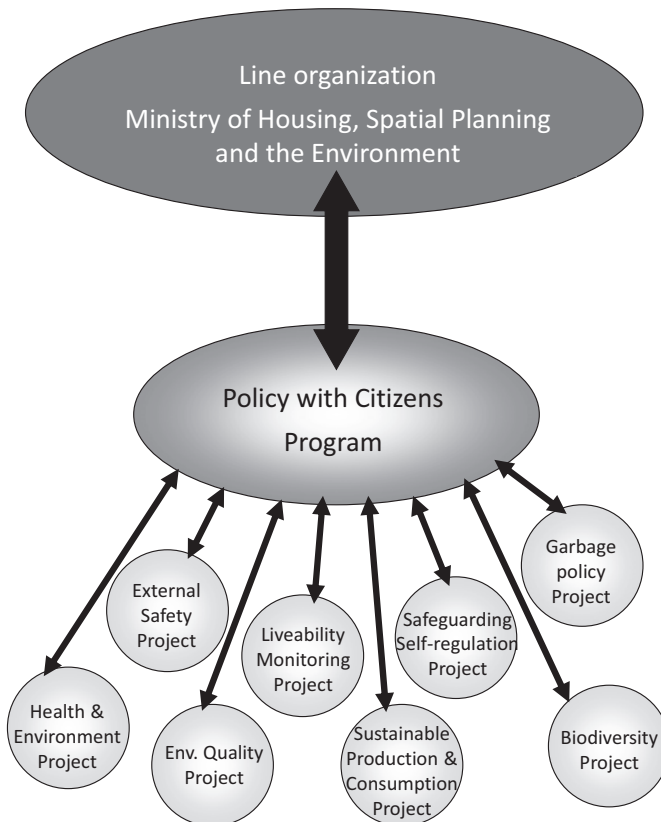 Line organization
Ministry of Housing, Spatial Planning
and the Environment
Policy with Citizens
Program
Garbage
policy
Project
External
Safety
Project
Liveability
Monitoring
Project
Safeguarding
Self-regulation
Project
Health &
Environment
Project
Env. Quality
Project
Sustainable
Production &
Consumption
Project
Biodiversity
Project